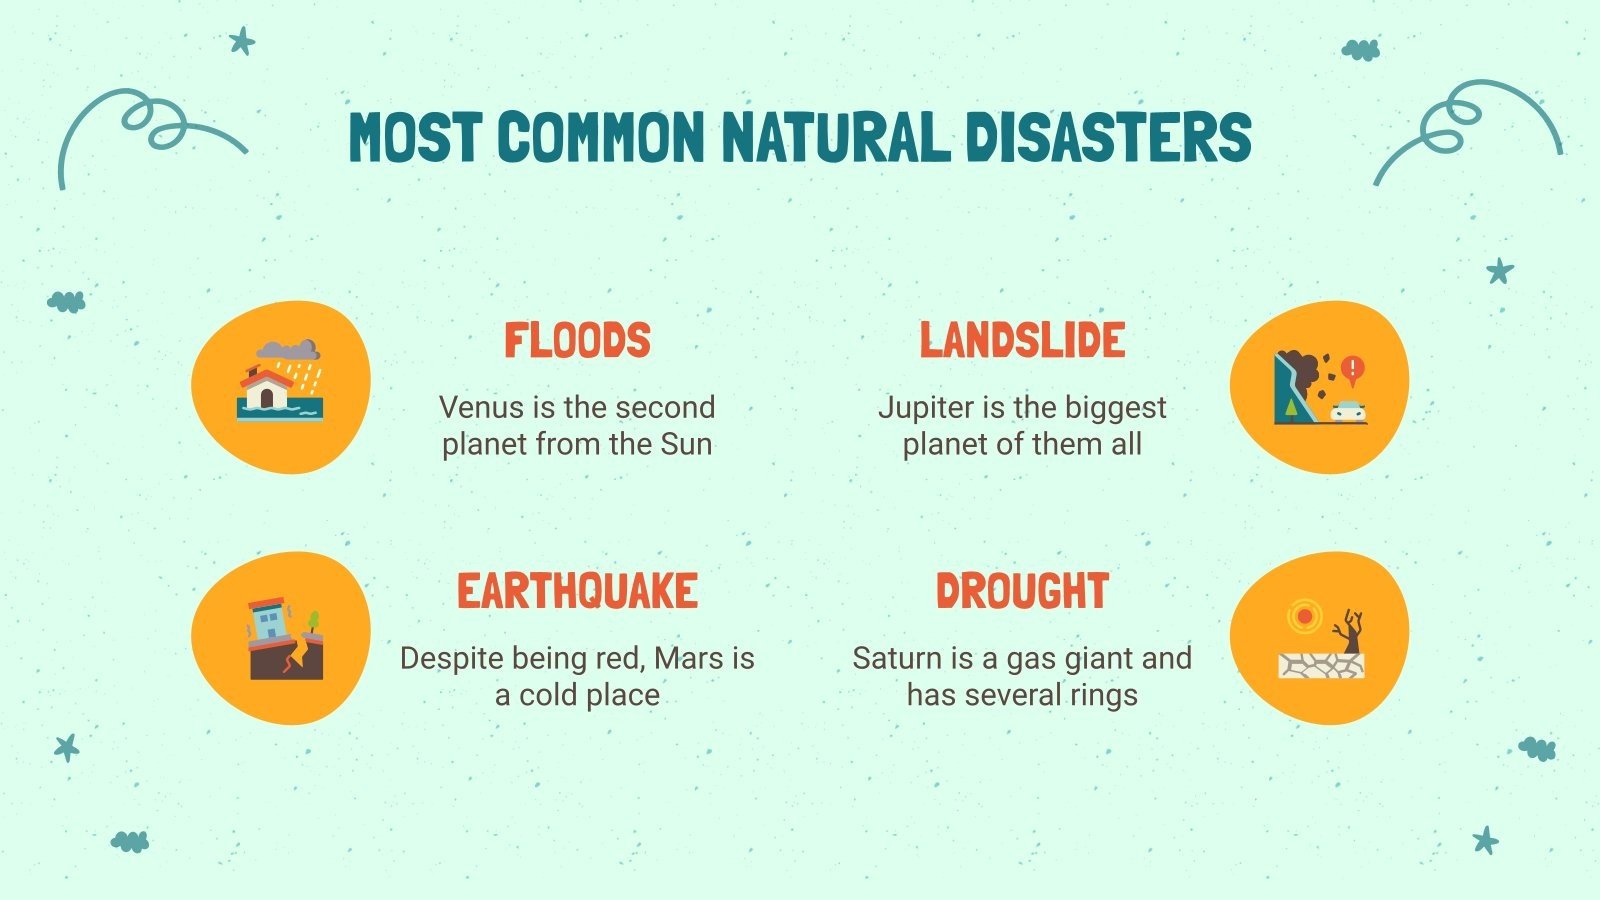 MOST COMMON NATURAL DISASTERS
FLOODS
Venus is the second
planet from the Sun
LANDSLIDE
Jupiter is the biggest
planet of them all
EARTHQUAKE
Despite being red, Mars is
a cold place
DROUGHT
Saturn is a gas giant and
has several rings